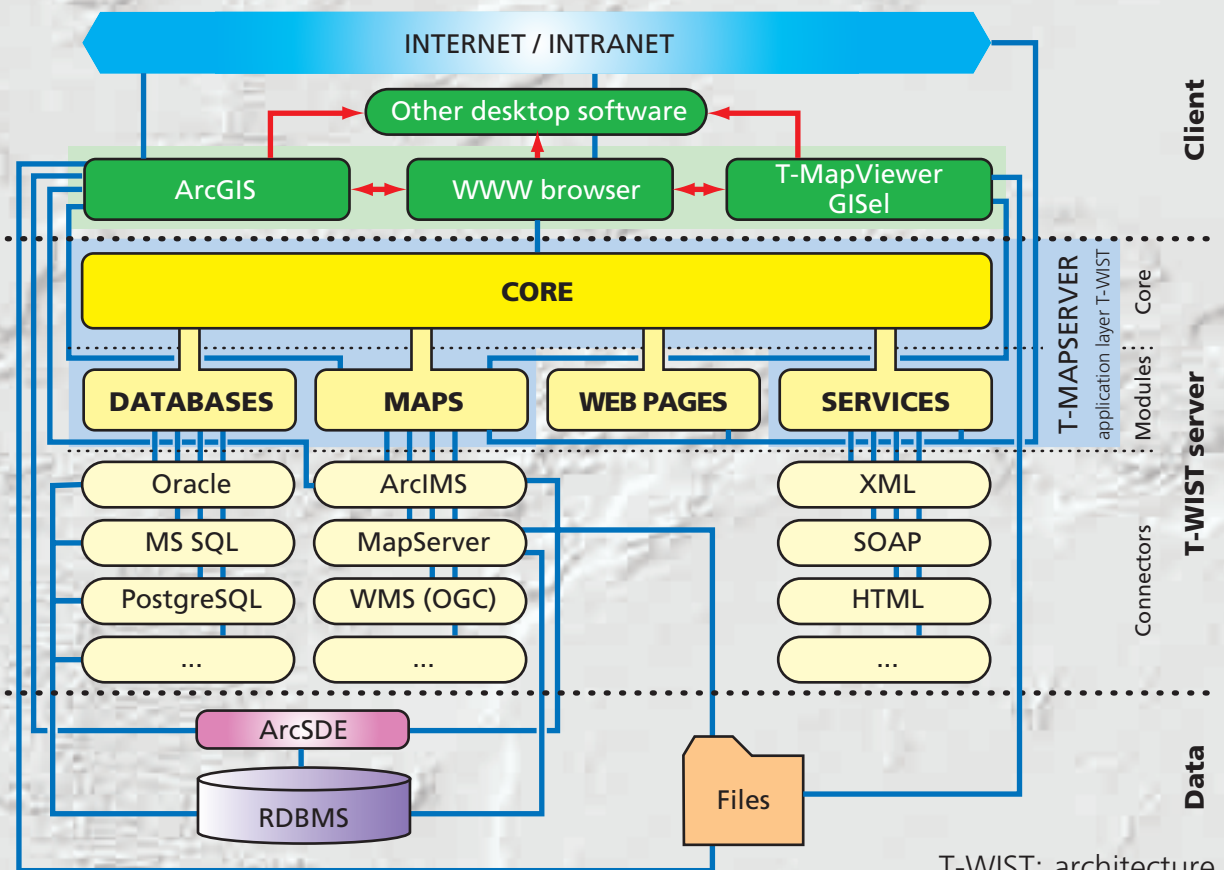 INTERNET / INTRANET
Other desktop software
ArcGIS
WWW browser
T-MapViewer
GISel
Client
CORE
T-MAPSERVER
application layer T-WIST
Core
DATABASES
MAPS
WEB PAGES
SERVICES
Modules
Oracle
ArcIMS
XML
MS SQL
MapServer
SOAP
PostgreSQL
WMS (OGC)
HTML
...
...
...
Connectors
T-WIST server
ArcSDE
RDBMS
Files
Data
T-WIST: architecture